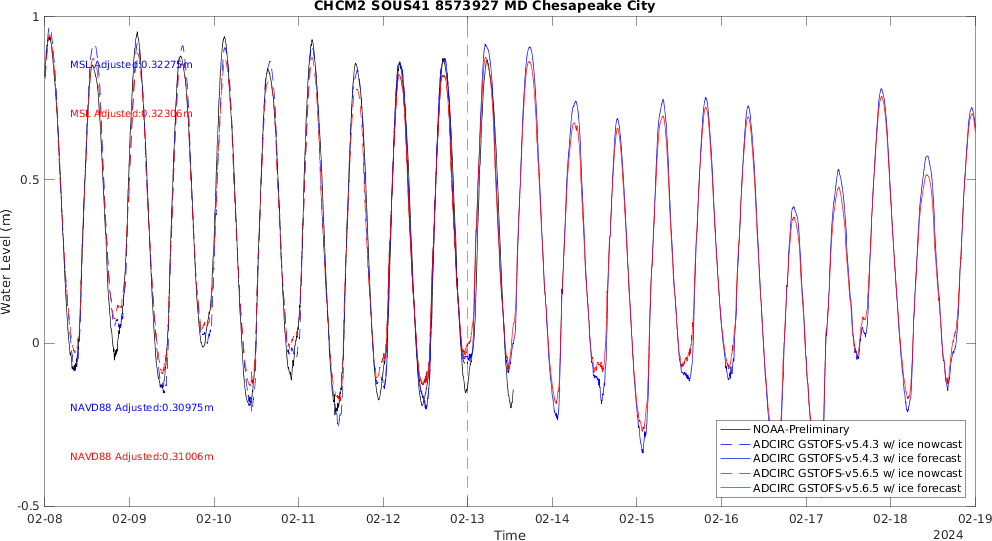 CHCM2 SOUS41 8573927 MD Chesapeake City
1
0.5
0
-0.5
Water Level (m)
MSL Adjusted:0.32275m
MSL Adjusted:0.32306m
NAVD88 Adjusted:0.30975m
NAVD88 Adjusted:0.31006m
NOAA-Preliminary
ADCIRC GSTOFS-v5.4.3 w/ ice nowcast
ADCIRC GSTOFS-v5.4.3 w/ ice forecast
ADCIRC GSTOFS-v5.6.5 w/ ice nowcast
ADCIRC GSTOFS-v5.6.5 w/ ice forecast
02-08 02-09 02-10 02-11 02-12 02-13 02-14 02-15 02-16 02-17 02-18 02-19
Time
2024